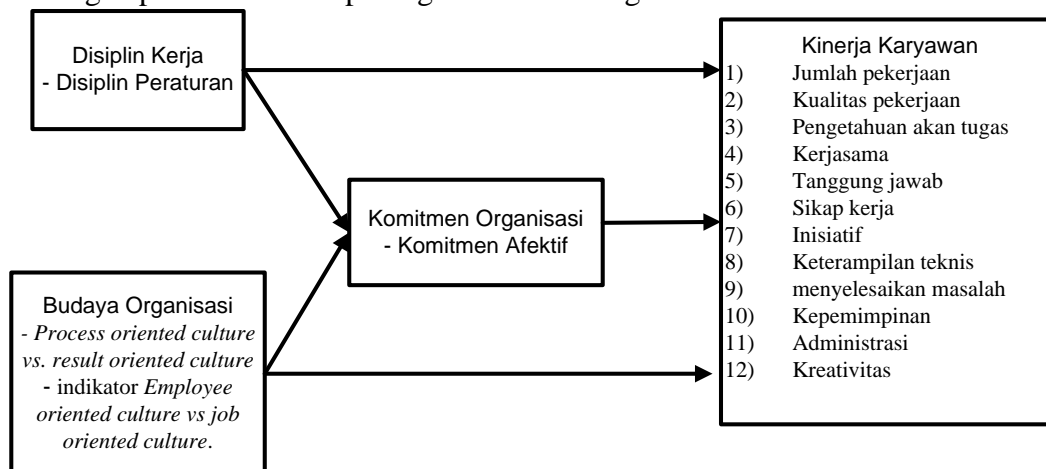 Disiplin Kerja
- Disiplin Peraturan
Komitmen Organisasi
- Komitmen Afektif
Budaya Organisasi
- Process oriented culture
vs. result oriented culture
- indikator Employee
oriented culture vs job
oriented culture.
Kinerja Karyawan
1) Jumlah pekerjaan
2) Kualitas pekerjaan
3) Pengetahuan akan tugas
4) Kerjasama
5) Tanggung jawab
6) Sikap kerja
7) Inisiatif
8) Keterampilan teknis
9) menyelesaikan masalah
10) Kepemimpinan
11) Administrasi
12) Kreativitas